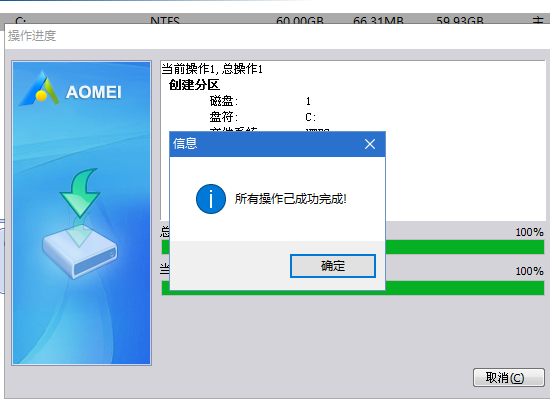 C: NTFS 60.00GB 66.31MB 59.93GB 主
操作进度
AOMEI
当前操作1,总操作1
创建分区
磁盘: 1
盘符: C:
信息
所有操作已成功完成!
确定
总 100%
当 100%
取消(C)